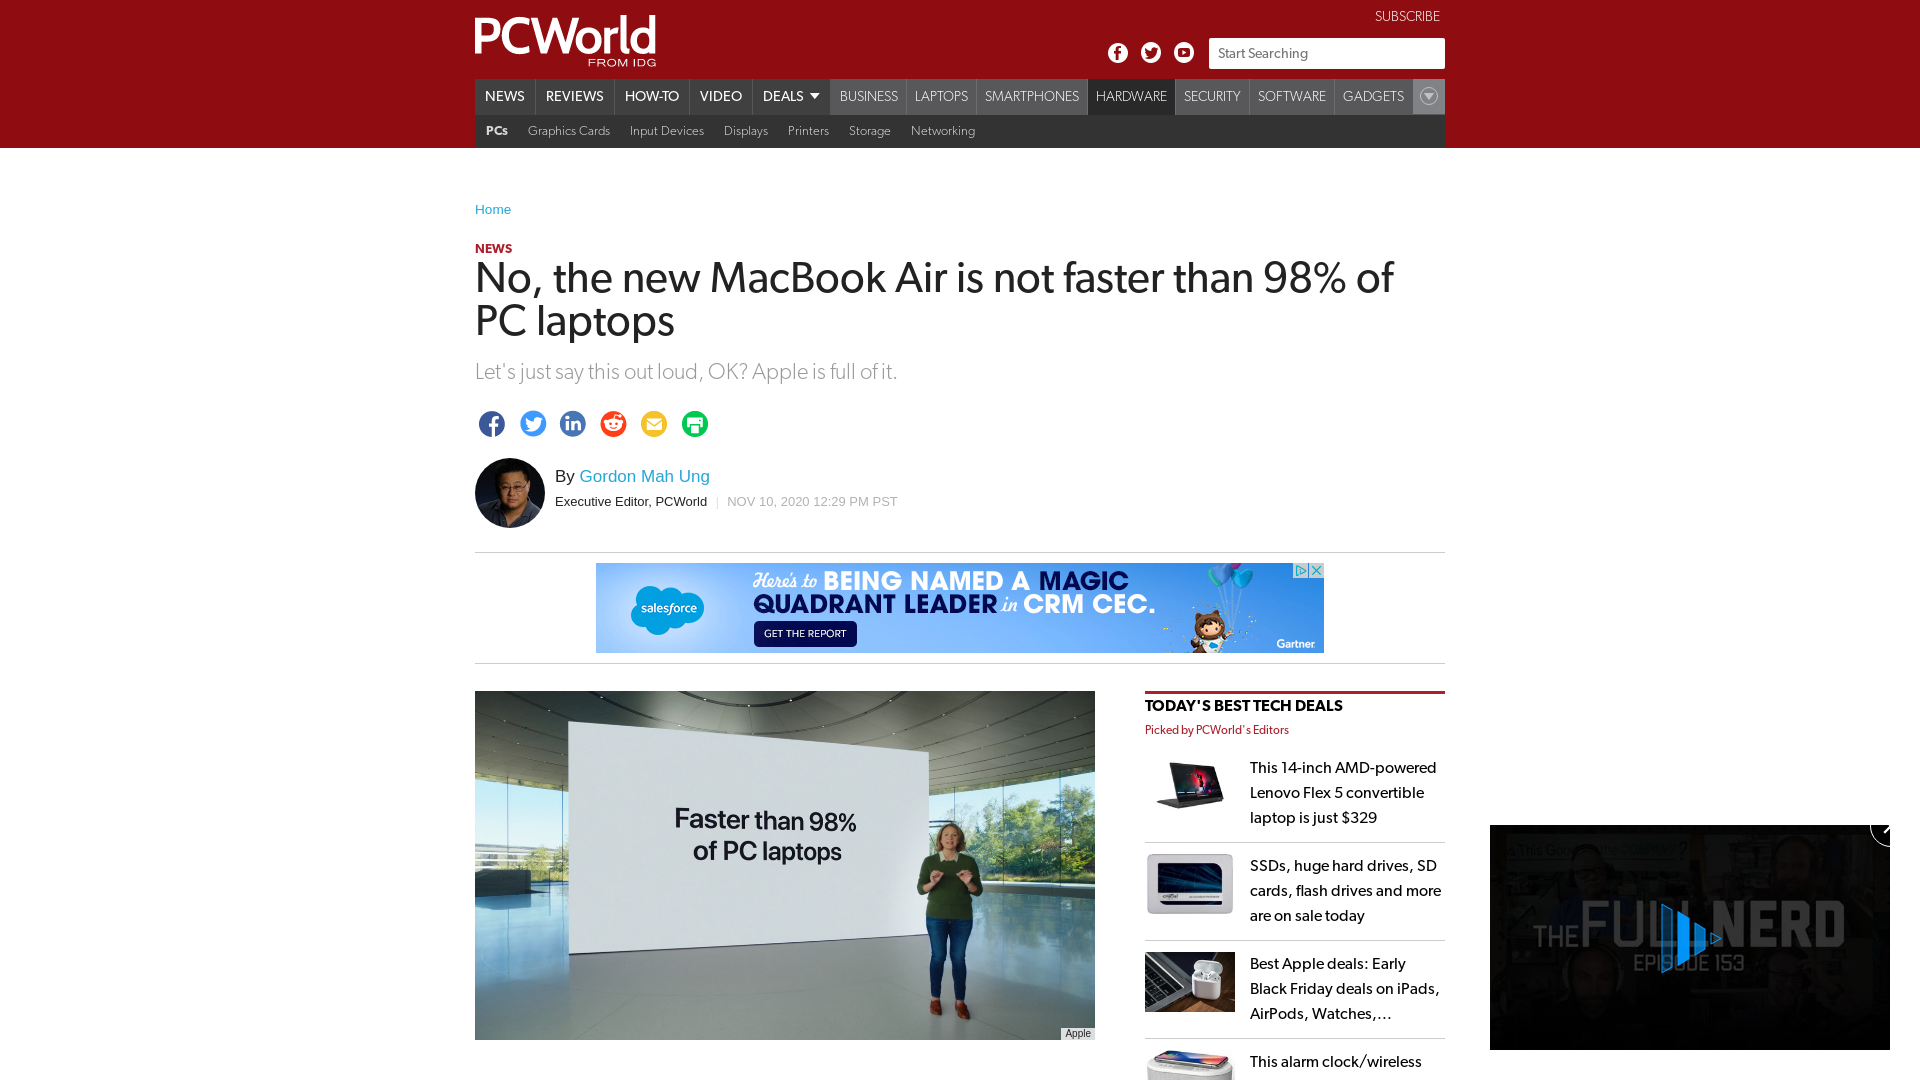 PCWorld
FROM IDG
SUBSCRIBE
Start Searching
NEWS REVIEWS HOW-TO VIDEO DEALS BUSINESS LAPTOPS SMARTPHONES HARDWARE SECURITY SOFTWARE GADGETS
PCs Graphics Cards Input Devices Displays Printers Storage Networking
Home
NEWS
No, the new MacBook Air is not faster than 98% of
PC laptops
Let's just say this out loud, OK? Apple is full of it.
By Gordon Mah Ung
Executive Editor, PCWorld | NOV 10, 2020 12:29 PM PST
salesforce
Here's to BEING NAMED A MAGIC
QUADRANT LEADER in CRM CEC.
GET THE REPORT
Gartner
Faster than 98%
of PC laptops
Apple
TODAY'S BEST TECH DEALS
Picked by PCWorld's Editors
This 14-inch AMD-powered
Lenovo Flex 5 convertible
laptop is just $329
SSDs, huge hard drives, SD
cards, flash drives and more
are on sale today
Best Apple deals: Early
Black Friday deals on iPads,
AirPods, Watches,...
This alarm clock/wireless
THE FULL NERD
EPISODE 153